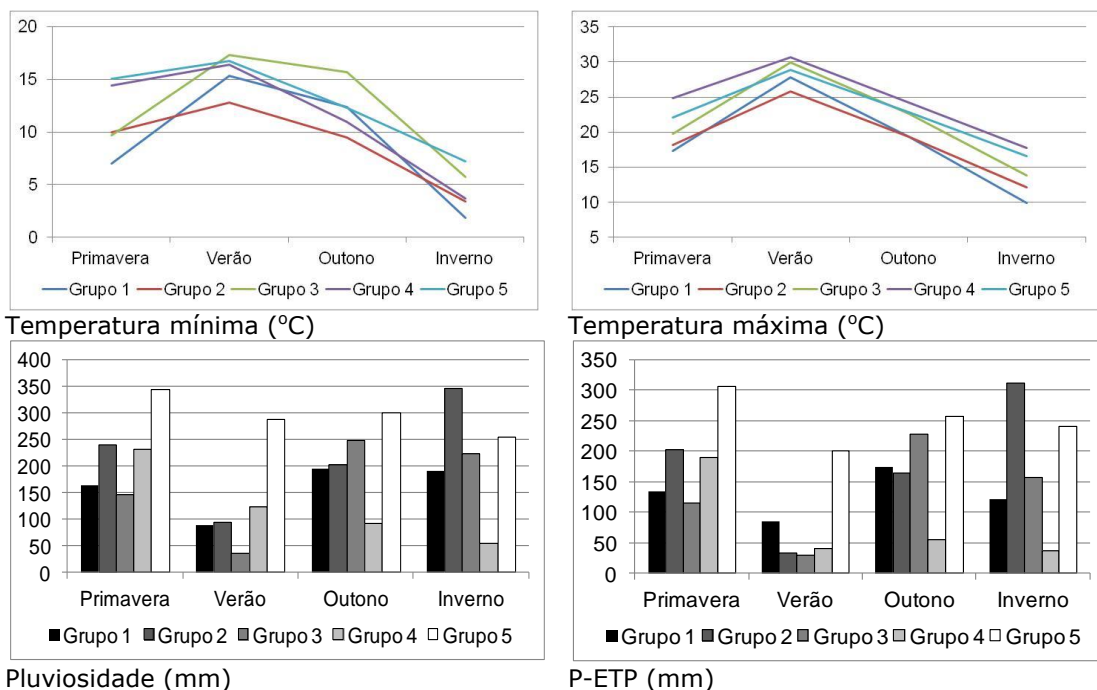 20
15
10
5
0
Primavera Verão Outono Inverno
Grupo 1 Grupo 2 Grupo 3 Grupo 4 Grupo 5
Temperatura mínima (ºC)
35
30
25
20
15
10
5
Primavera Verão Outono Inverno
Grupo 1 Grupo 2 Grupo 3 Grupo 4 Grupo 5
Temperatura máxima (ºC)
400
350
300
250
200
150
100
50
0
Primavera Verão Outono Inverno
Grupo 1 Grupo 2 Grupo 3 Grupo 4 Grupo 5
Pluviosidade (mm)
350
300
250
200
150
100
50
0
Primavera Verão Outono Inverno
Grupo 1 Grupo 2 Grupo 3 Grupo 4 Grupo 5
P-ETP (mm)